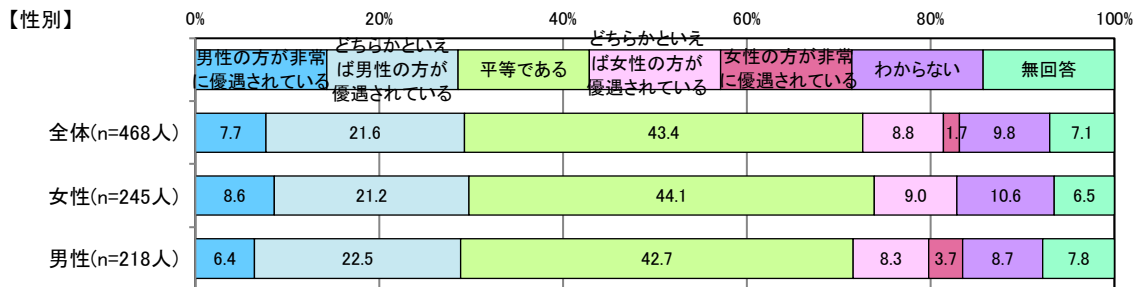 【性別】
0% 20% 40% 60% 80% 100%
男性の方が非常
に優遇されている
どちらかといえ
ば男性の方が
優遇されている
平等である
どちらかといえ
ば女性の方が
優遇されている
女性の方が非常
に優遇されている
わからない
無回答
全体(n=468人) 7.7 21.6 43.4 8.8 1.7 9.8 7.1
女性(n=245人) 8.6 21.2 44.1 9.0 10.6 6.5
男性(n=218人) 6.4 22.5 42.7 8.3 3.7 8.7 7.8